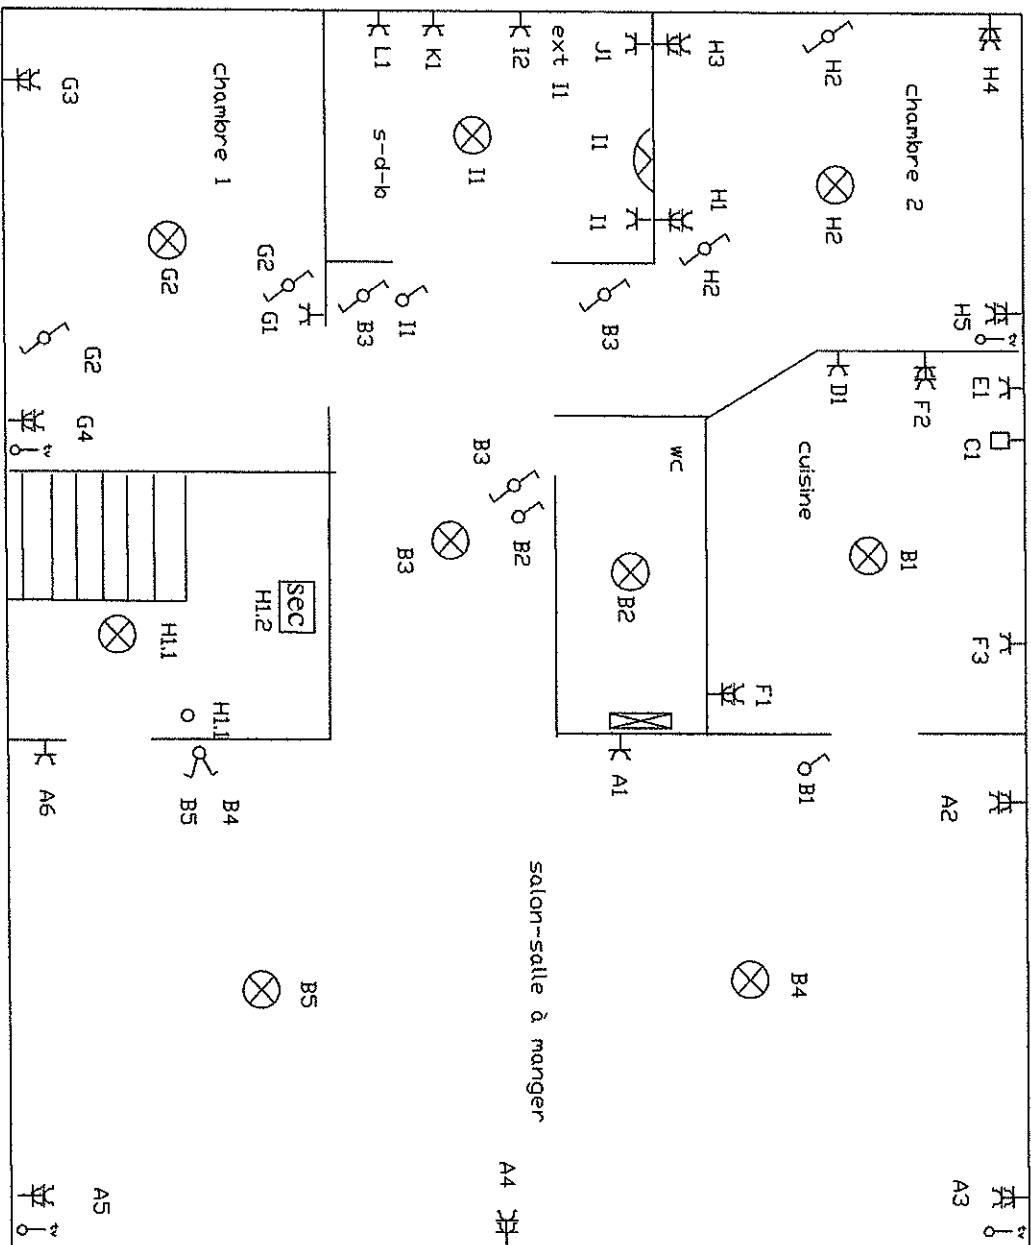 G3
chambre 1
L1
K1
I2
ext I1
J1
H3
H2
chambre 2
H4
s-d-b
I1
I1
I1
H1
H2
H2
G2
G2
G1
B3
I1
B3
H5
G2
G4
B3
B2
B3
wc
cuisine
D1
F2
E1
C1
B1
F3
B2
F1
sec
H1.2
H1.1
H1.1
A6
B5
B4
A1
B1
A2
salon-salle à manger
B5
B4
A5
A4
A3